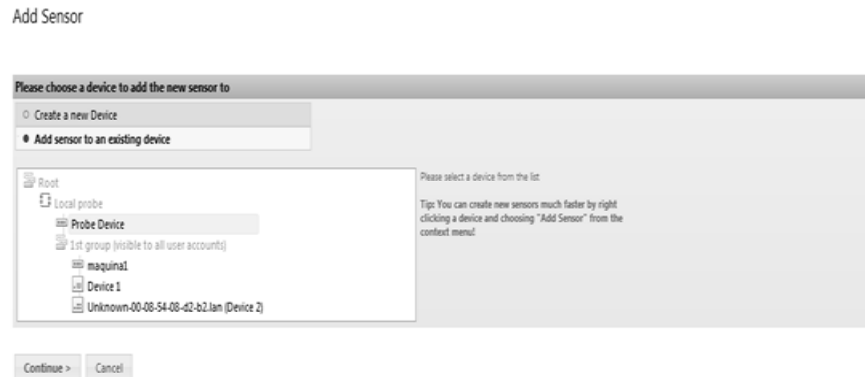 Add Sensor
Please choose a device to add the new sensor to
Create a new Device
Add sensor to an existing device
Root
Local probe
Probe Device
1st group (visible to all user accounts)
maquina1
Device 1
Unknown-00-08-54-08-d2-b2.lan (Device 2)
Please select a device from the list
Tip: You can create new sensors much faster by right
clicking a device and choosing "Add Sensor" from the
context menu!
Continue >
Cancel